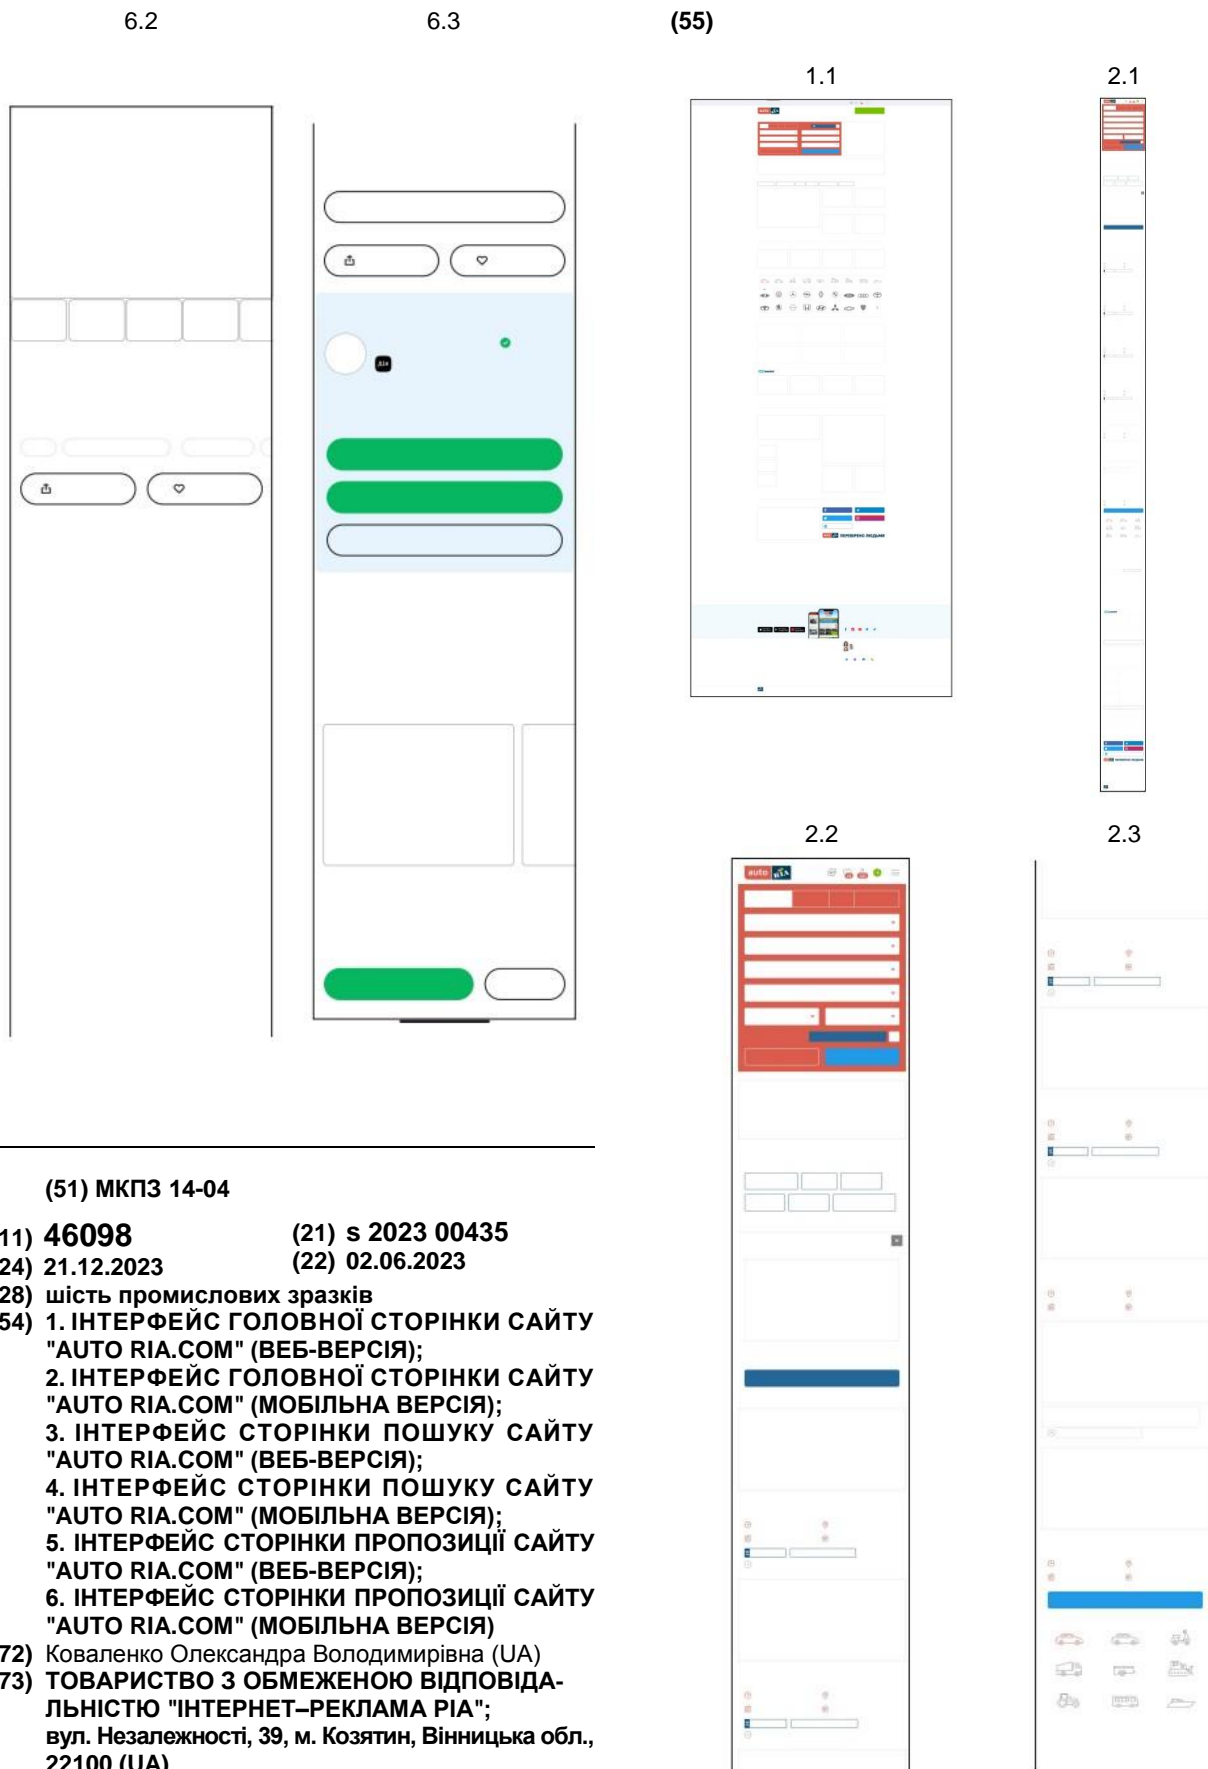 6.2
6.3
(51) МКПЗ 14-04
11) 46098
(21) s 2023 00435
24) 21.12.2023
(22) 02.06.2023
28) шість промислових зразків
54) 1. ІНТЕРФЕЙС ГОЛОВНОЇ СТОРІНКИ САЙТУ
"AUTO RIA.COM" (ВЕБ-ВЕРСІЯ);
2. ІНТЕРФЕЙС ГОЛОВНОЇ СТОРІНКИ САЙТУ
"AUTO RIA.COM" (МОБІЛЬНА ВЕРСІЯ);
3. ІНТЕРФЕЙС СТОРІНКИ ПОШУКУ САЙТУ
"AUTO RIA.COM" (ВЕБ-ВЕРСІЯ);
4. ІНТЕРФЕЙС СТОРІНКИ ПОШУКУ САЙТУ
"AUTO RIA.COM" (МОБІЛЬНА ВЕРСІЯ);
5. ІНТЕРФЕЙС СТОРІНКИ ПРОПОЗИЦІЇ САЙТУ
"AUTO RIA.COM" (ВЕБ-ВЕРСІЯ);
6. ІНТЕРФЕЙС СТОРІНКИ ПРОПОЗИЦІЇ САЙТУ
"AUTO RIA.COM" (МОБІЛЬНА ВЕРСІЯ)
72) Коваленко Олександра Володимирівна (UA)
73) ТОВАРИСТВО З ОБМЕЖЕНОЮ ВІДПОВІДА-
ЛЬНІСТЮ "ІНТЕРНЕТ–РЕКЛАМА РІА";
вул. Незалежності, 39, м. Козятин, Вінницька обл.,
22100 (UA)
(55)
1.1
2.1
auto RIA ПЕРЕВІРЕНО ЛЮДЬМИ
2.2
2.3
auto RIA